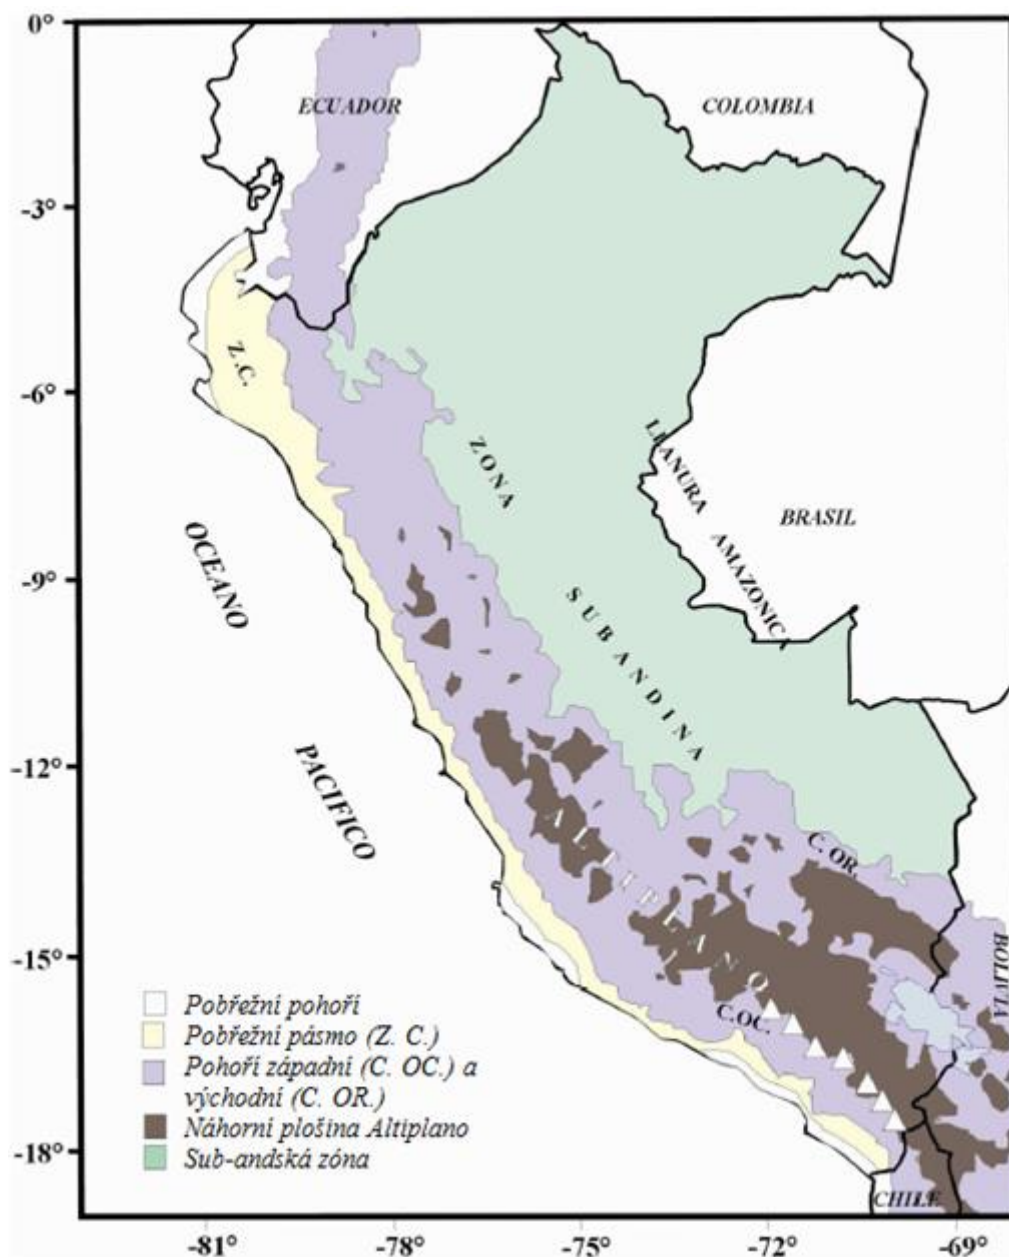 0°
ECUADOR
COLOMBIA
-3°
Z.C.
-6°
ZONA
LLANURA AMAZONICA
BRASIL
OCEANO
-9°
SUBANDINA
PACIFICO
-12°
ALTIPLANO
C. OR.
-15°
BOLIVIA
C.OC.
Pobřežní pohoří
Pobřežní pásmo (Z. C.)
Pohoří západní (C. OC.) a
východní (C. OR.)
Náhorní plošina Altiplano
Sub-andská zóna
-18°
CHILE
-81°
-78°
-75°
-72°
-69°